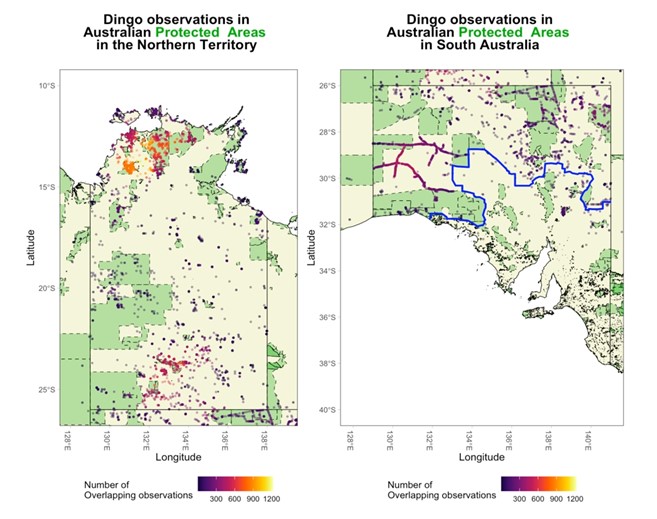 Dingo observations in
Australian Protected Areas
in the Northern Territory
10°S
15°S
20°S
25°S
Latitude
128°E
130°E
132°E
134°E
136°E
138°E
Longitude
Number of
Overlapping observations
300 600 900 1200
Dingo observations in
Australian Protected Areas
in South Australia
26°S
28°S
30°S
32°S
34°S
36°S
38°S
40°S
Latitude
128°E
130°E
132°E
134°E
136°E
138°E
140°E
Longitude
Number of
Overlapping observations
300 600 900 1200